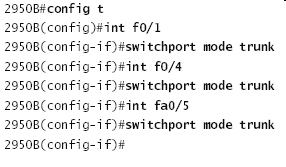 2950B#config t
2950B(config)#int f0/1
2950B(config-if)#switchport mode trunk
2950B(config-if)#int f0/4
2950B(config-if)#switchport mode trunk
2950B(config-if)#int fa0/5
2950B(config-if)#switchport mode trunk
2950B(config-if)#